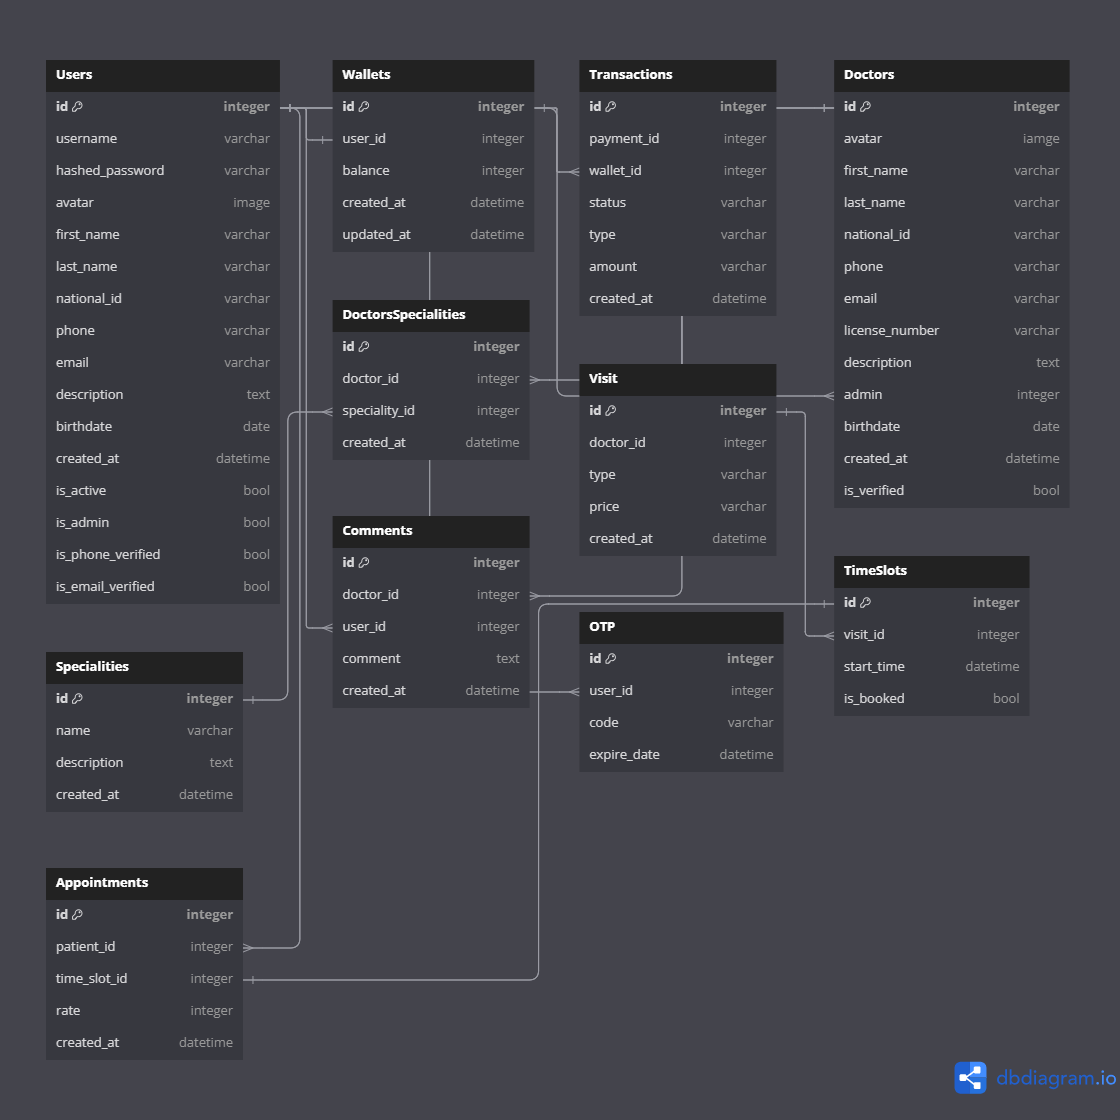 Users
id integer
username varchar
hashed_password varchar
avatar image
first_name varchar
last_name varchar
national_id varchar
phone varchar
email varchar
description text
birthdate date
created_at datetime
is_active bool
is_admin bool
is_phone_verified bool
is_email_verified bool
Wallets
id integer
user_id integer
balance integer
created_at datetime
updated_at datetime
Transactions
id integer
payment_id integer
wallet_id integer
status varchar
type varchar
amount varchar
created_at datetime
Doctors
id integer
avatar iamge
first_name varchar
last_name varchar
national_id varchar
phone varchar
email varchar
license_number varchar
description text
admin integer
birthdate date
created_at datetime
is_verified bool
DoctorsSpecialities
id integer
doctor_id integer
speciality_id integer
created_at datetime
Visit
id integer
doctor_id integer
type varchar
price varchar
created_at datetime
Comments
id integer
doctor_id integer
user_id integer
comment text
created_at datetime
TimeSlots
id integer
visit_id integer
start_time datetime
is_booked bool
OTP
id integer
user_id integer
code varchar
expire_date datetime
Specialities
id integer
name varchar
description text
created_at datetime
Appointments
id integer
patient_id integer
time_slot_id integer
rate integer
created_at datetime
dbdiagram.io